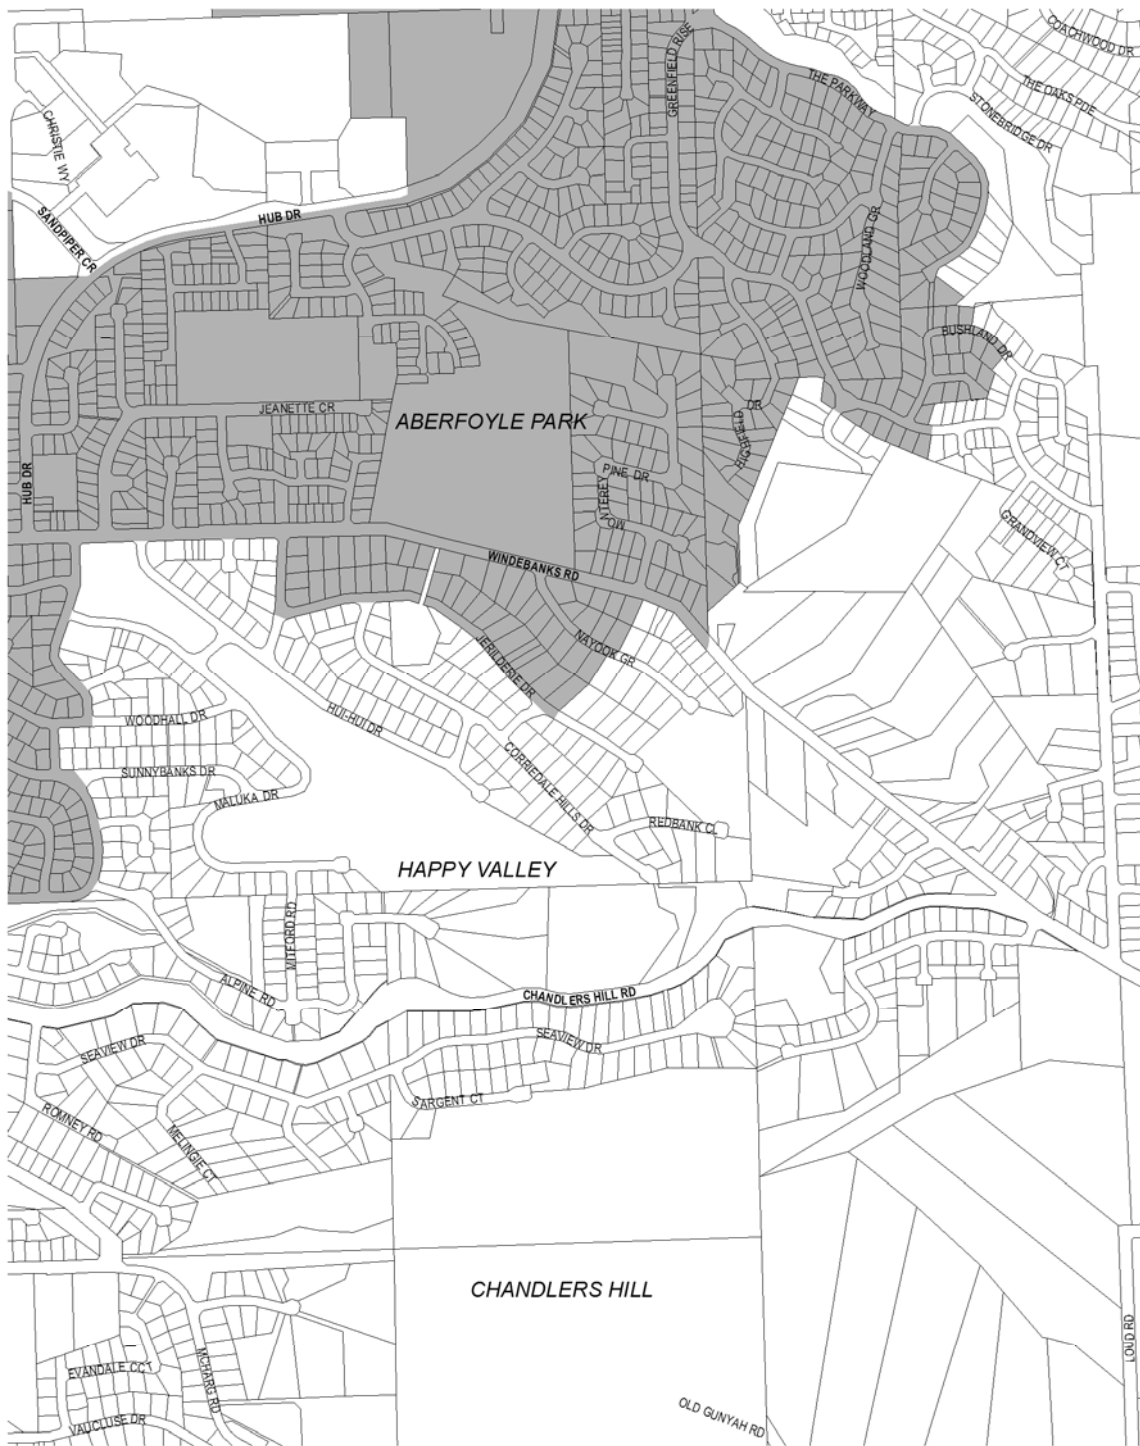 COACHWOOD DR
GREENFIELD RISE
THE PARKWAY
THE OAKS PDE
STONEBRIDGE DR
CHRISTIE WY
SANDPIPER CR
HUB DR
WOODLAND GR
BUSHLAND DR
JEANETTE CR
ABERFOYLE PARK
HIGHFIELD DR
HUB DR
PINE DR
MONTEREY
WINDEBANKS RD
GRANDVIEW CT
JERILDERIE DR
NAYOOK GR
WOODHALL DR
HUI-HUI DR
SUNNYBANKS DR
MALUKA DR
CORRIEDALE HILLS DR
REDBANK CL
HAPPY VALLEY
MITFORD RD
ALPINE RD
CHANDLERS HILL RD
SEAVIEW DR
SEAVIEW DR
SARGENT CT
ROMNEY RD
MELINGIE CT
CHANDLERS HILL
LOUD RD
MCHARG RD
EVANDALE CCT
VAUCLUSE DR
OLD GUNYAH RD